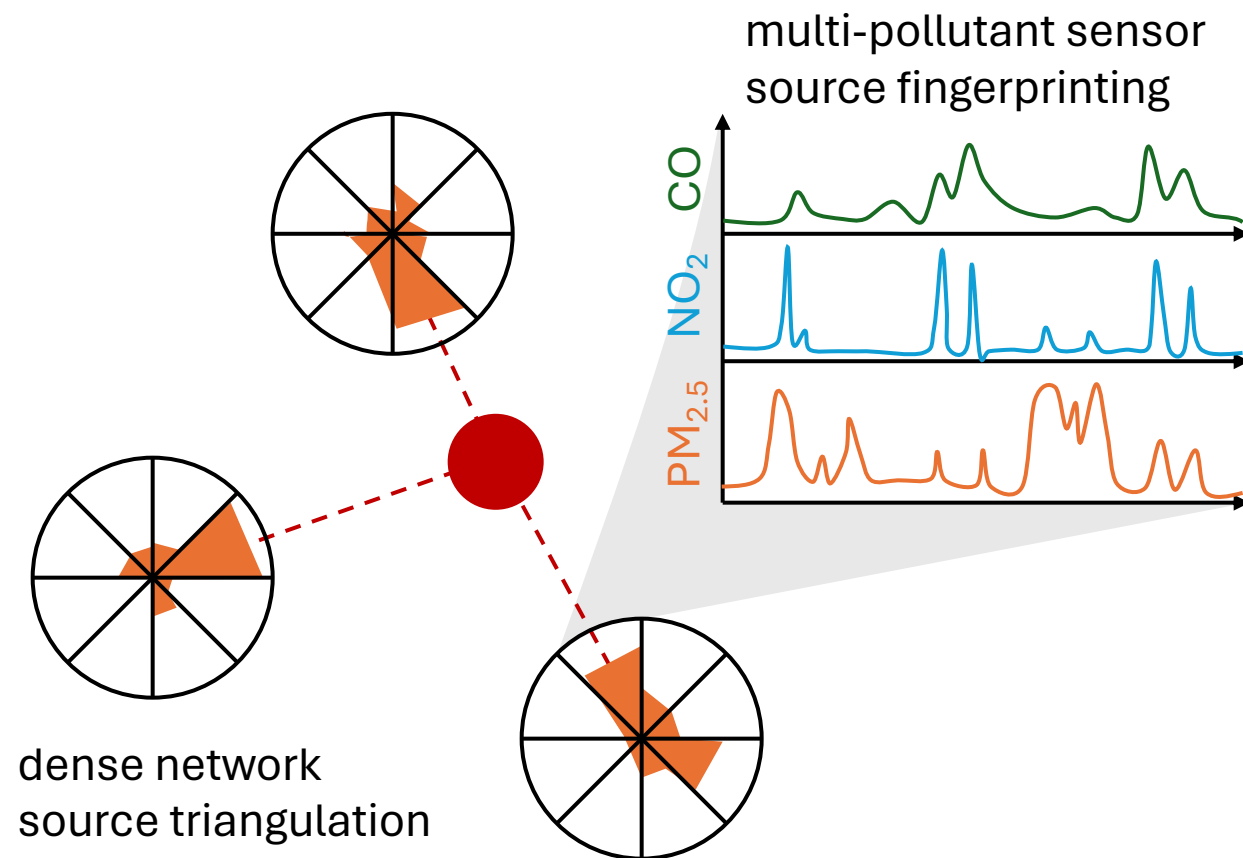 multi-pollutant sensor
source fingerprinting
CO
NO₂
PM₂.₅
dense network
source triangulation